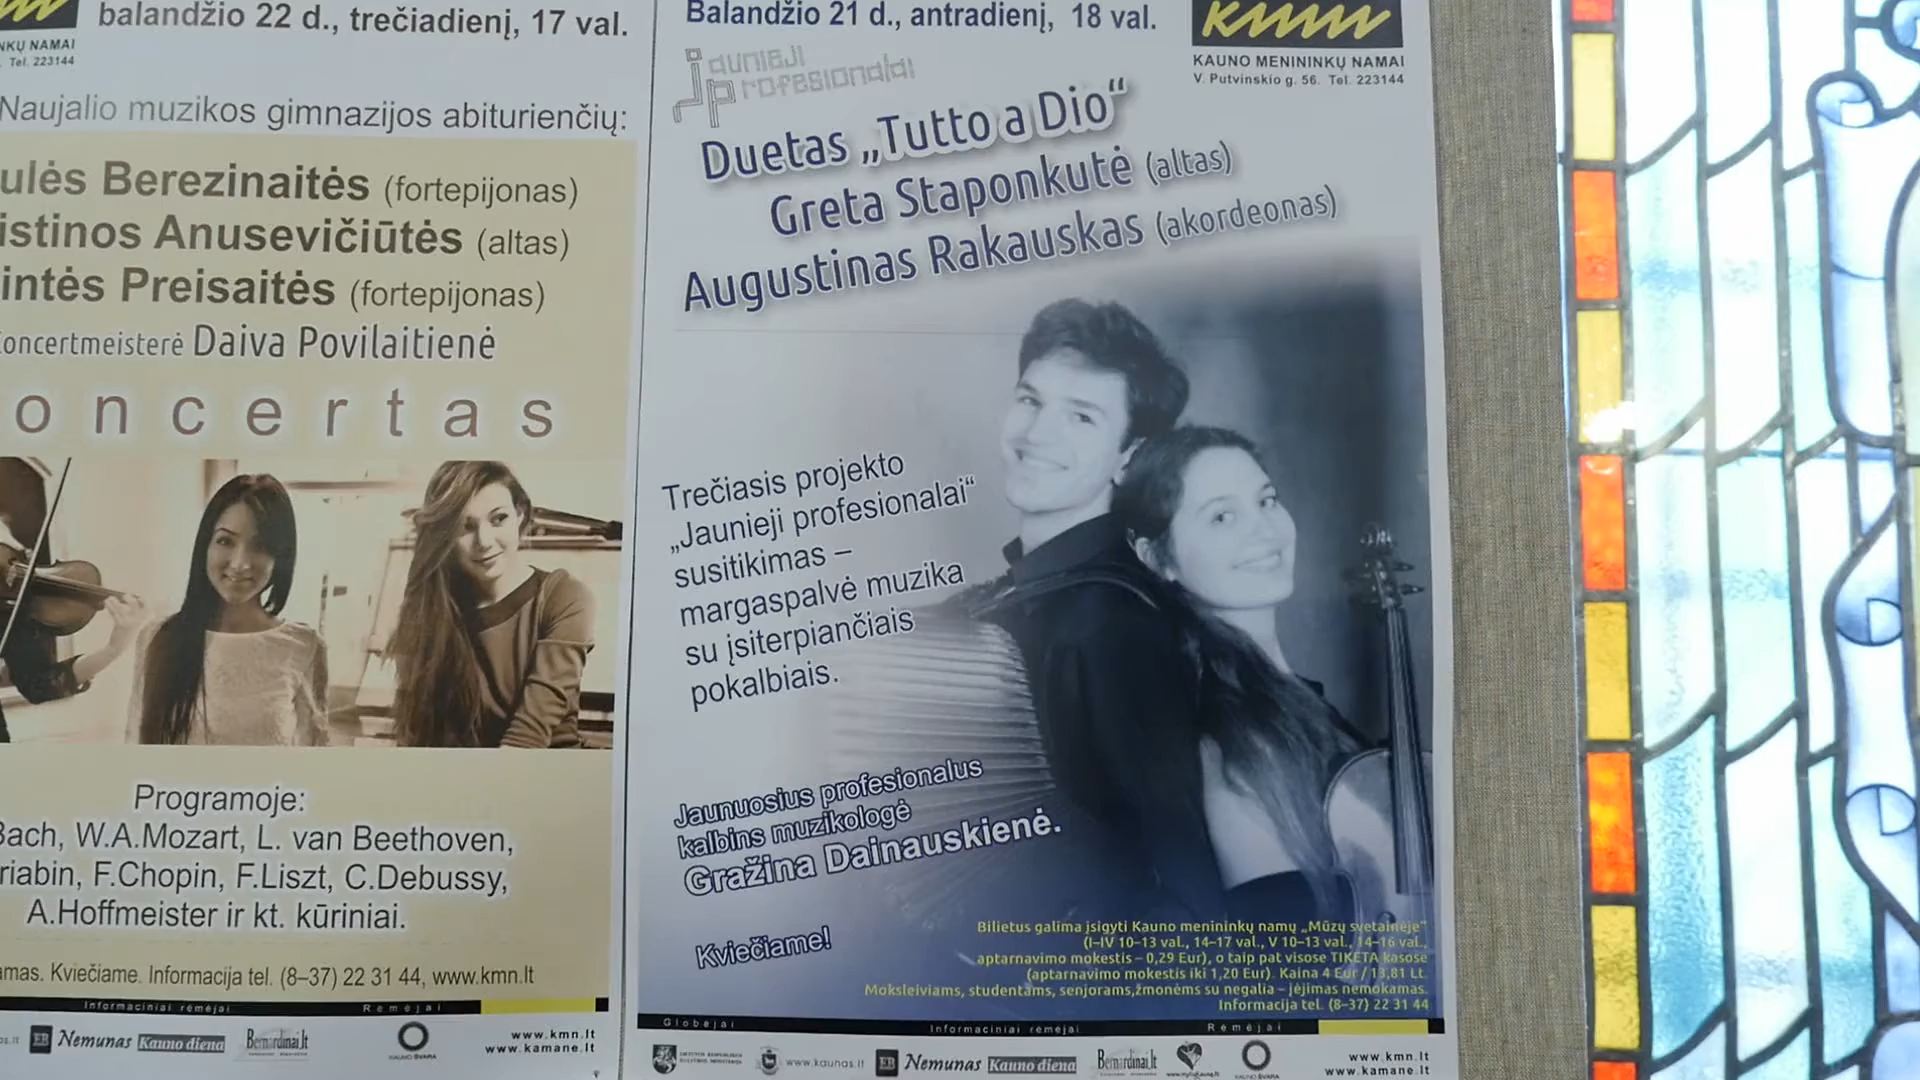 NKŲ NAMAI
Tel. 223144
balandžio 22 d., trečiadienį, 17 val.
Naujalio muzikos gimnazijos abiturienčių:
ulės Berezinaitės (fortepijonas)
istinos Anusevičiūtės (altas)
intės Preisaitės (fortepijonas)
oncertmeisterė Daiva Povilaitienė
oncertas
Programoje:
Bach, W.A.Mozart, L. van Beethoven,
riabin, F.Chopin, F.Liszt, C.Debussy,
A.Hoffmeister ir kt. kūriniai.
amas. Kviečiame. Informacija tel. (8–37) 22 31 44, www.kmn.lt
Informaciniai rėmėjai Rėmėjai
Nemunas Kauno diena Bernardinai.lt KAUNO ŠVARA
www.kmn.lt
www.kamane.lt
Balandžio 21 d., antradienį, 18 val.
KAUNO MENININKŲ NAMAI
V. Putvinskio g. 56. Tel. 223144
jaunieji
profesionalai
Duetas „Tutto a Dio“
Greta Staponkutė (altas)
Augustinas Rakauskas (akordeonas)
Trečiasis projekto
„Jaunieji profesionalai“
susitikimas –
margaspalvė muzika
su įsiterpiančiais
pokalbiais.
Jaunuosius profesionalus
kalbins muzikologė
Gražina Dainauskienė.
Kviečiame!
Bilietus galima įsigyti Kauno menininkų namų „Mūzų svetainėje“
(I–IV 10–13 val., 14–17 val., V 10–13 val., 14–16 val.,
aptarnavimo mokestis – 0,29 Eur), o taip pat visose TIKETA kasose
(aptarnavimo mokestis iki 1,20 Eur). Kaina 4 Eur / 13,81 Lt.
Moksleiviams, studentams, senjorams,žmonėms su negalia – įėjimas nemokamas.
Informacija tel. (8–37) 22 31 44
Globėjai Informaciniai rėmėjai Rėmėjai
www.kaunas.lt Nemunas Kauno diena Bernardinai.lt KAUNO ŠVARA
www.kmn.lt
www.kamane.lt